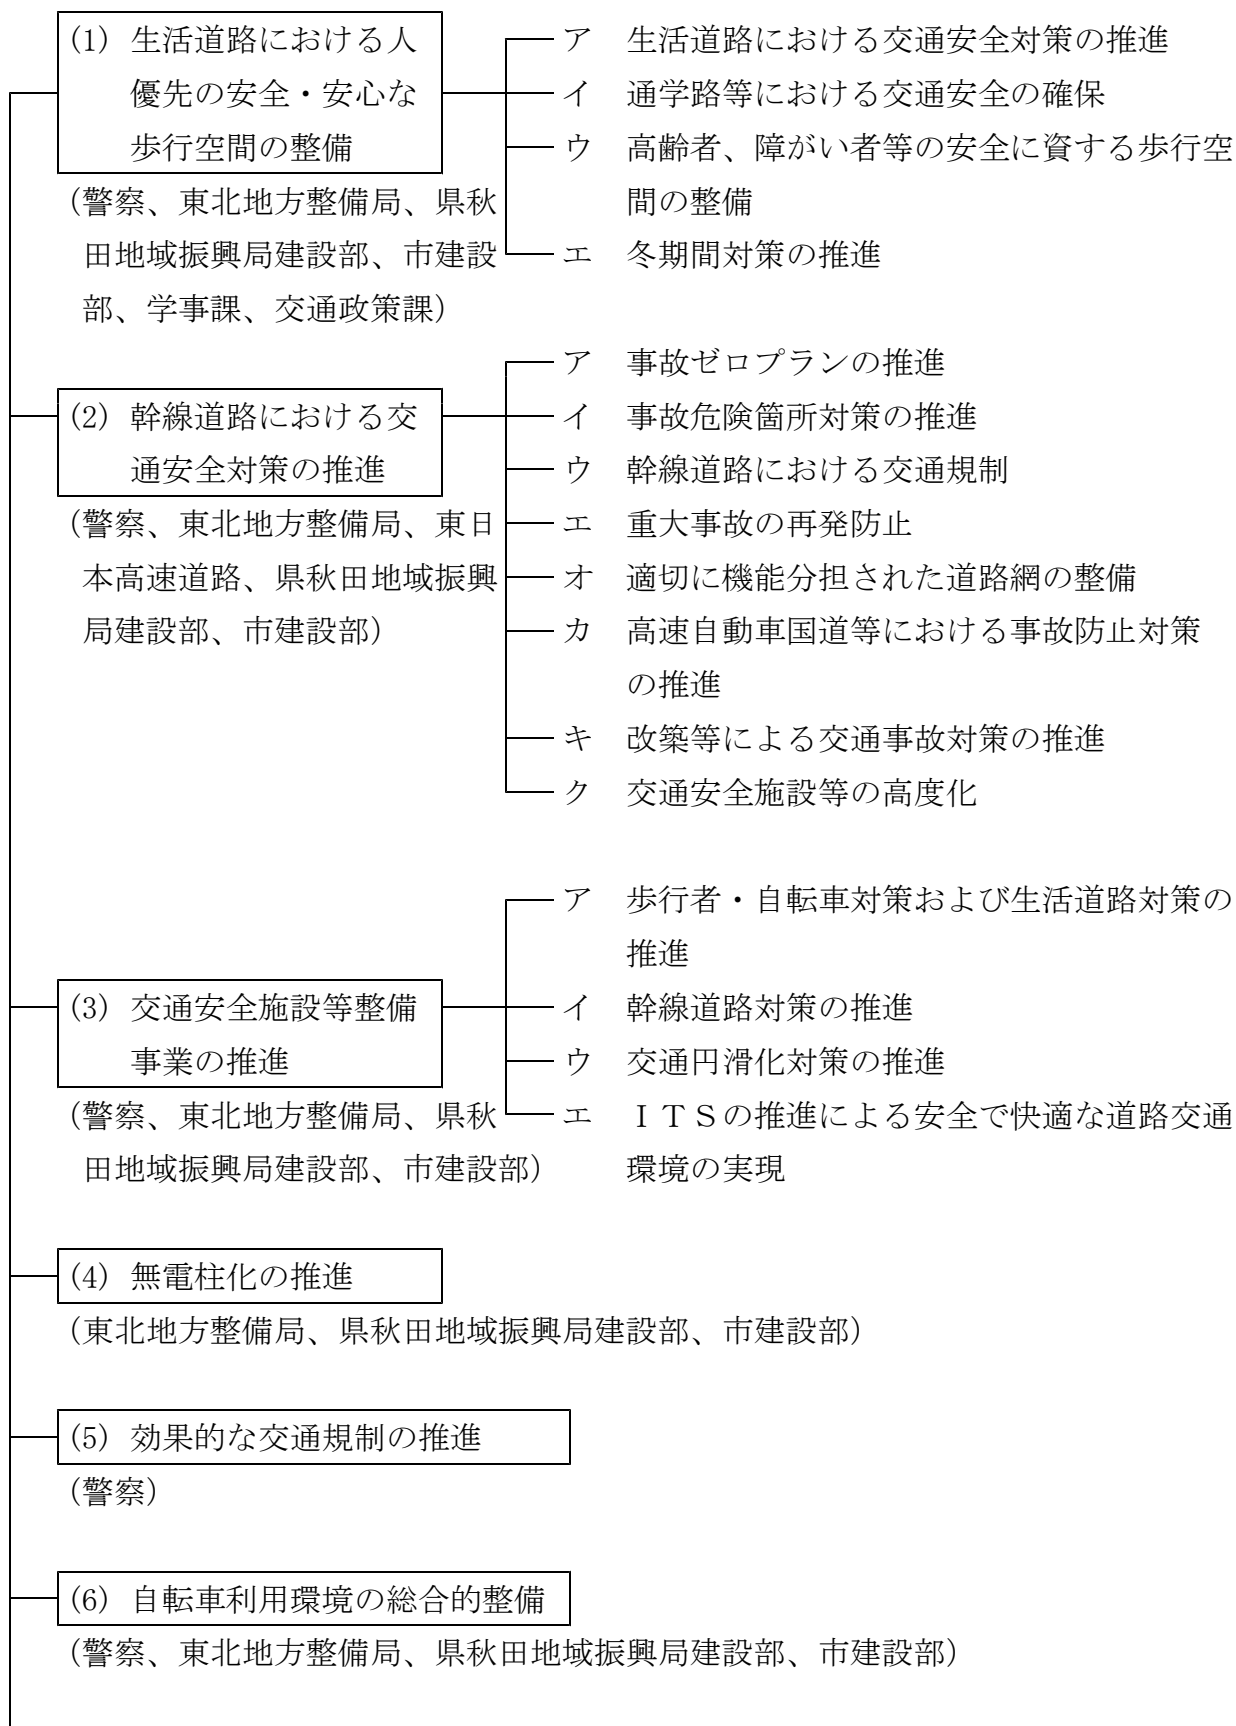 (1) 生活道路における人
優先の安全・安心な
歩行空間の整備
(警察、東北地方整備局、県秋
田地域振興局建設部、市建設
部、学事課、交通政策課)
ア 生活道路における交通安全対策の推進
イ 通学路等における交通安全の確保
ウ 高齢者、障がい者等の安全に資する歩行空
間の整備
エ 冬期間対策の推進
(2) 幹線道路における交
通安全対策の推進
(警察、東北地方整備局、東日
本高速道路、県秋田地域振興
局建設部、市建設部)
ア 事故ゼロプランの推進
イ 事故危険箇所対策の推進
ウ 幹線道路における交通規制
エ 重大事故の再発防止
オ 適切に機能分担された道路網の整備
カ 高速自動車国道等における事故防止対策
の推進
キ 改築等による交通事故対策の推進
ク 交通安全施設等の高度化
(3) 交通安全施設等整備
事業の推進
(警察、東北地方整備局、県秋
田地域振興局建設部、市建設部)
ア 歩行者・自転車対策および生活道路対策の
推進
イ 幹線道路対策の推進
ウ 交通円滑化対策の推進
エ ITSの推進による安全で快適な道路交通
環境の実現
(4) 無電柱化の推進
(東北地方整備局、県秋田地域振興局建設部、市建設部)
(5) 効果的な交通規制の推進
(警察)
(6) 自転車利用環境の総合的整備
(警察、東北地方整備局、県秋田地域振興局建設部、市建設部)